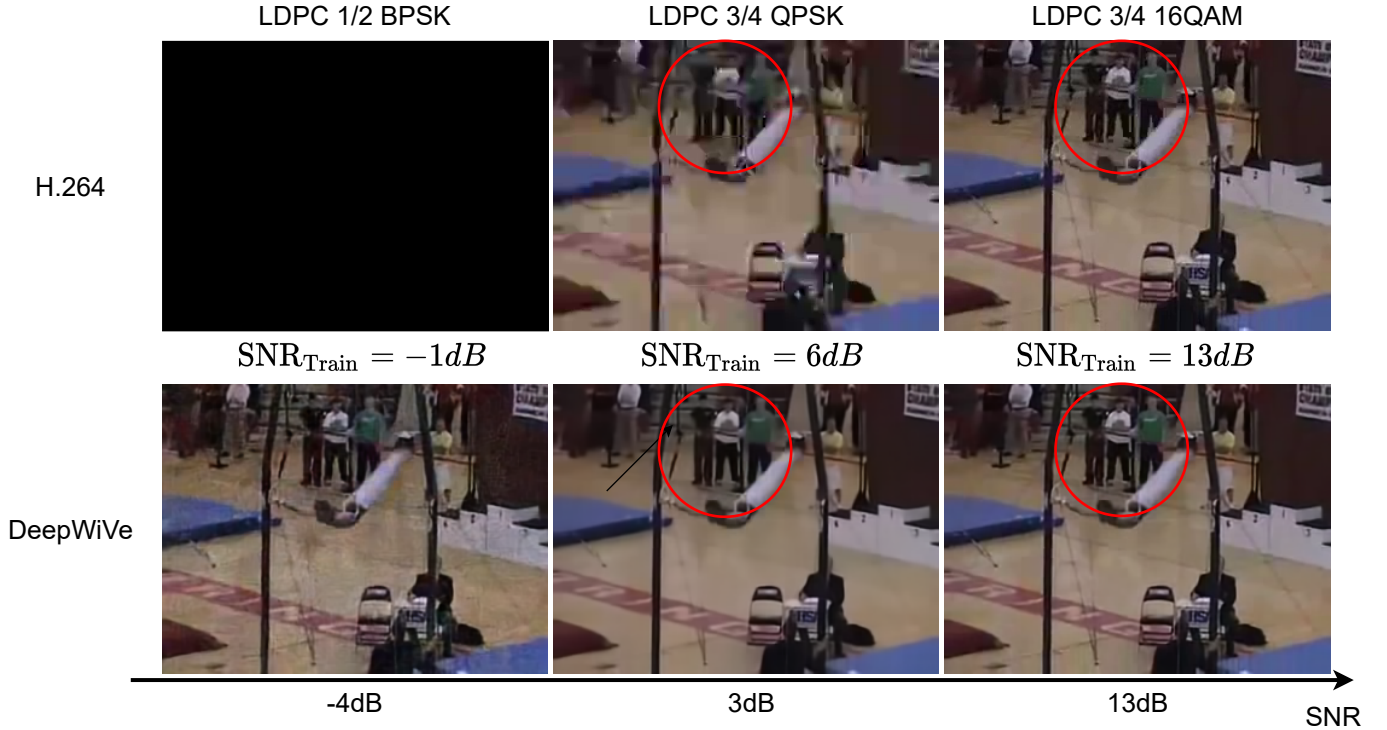 LDPC 1/2 BPSK
LDPC 3/4 QPSK
LDPC 3/4 16QAM
H.264
SNR_Train = −1dB
SNR_Train = 6dB
SNR_Train = 13dB
DeepWiVe
-4dB
3dB
13dB
SNR